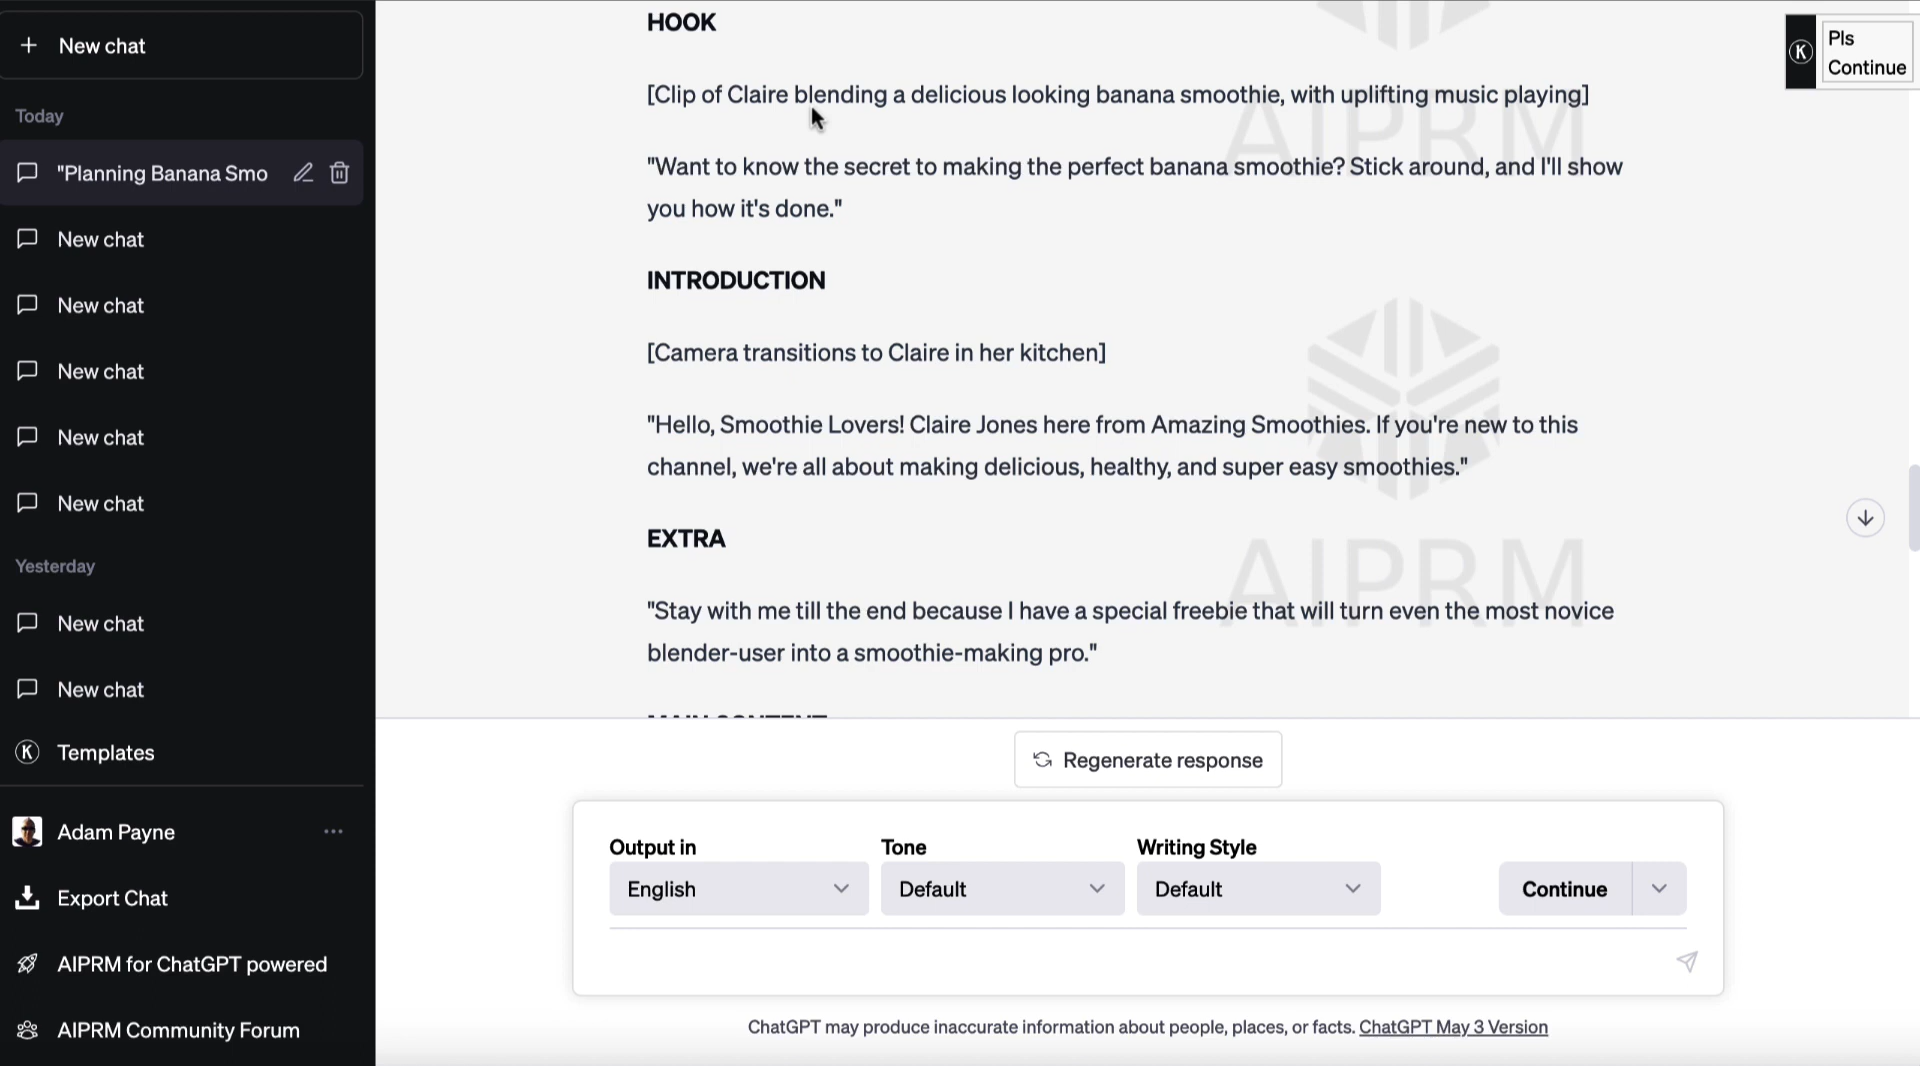 New chat
Today
"Planning Banana Smo
New chat
New chat
New chat
New chat
New chat
Yesterday
New chat
New chat
K
Templates
Adam Payne
Export Chat
AIPRM for ChatGPT powered
AIPRM Community Forum
HOOK
[Clip of Claire blending a delicious looking banana smoothie, with uplifting music playing]
"Want to know the secret to making the perfect banana smoothie? Stick around, and I'll show
you how it's done."
INTRODUCTION
[Camera transitions to Claire in her kitchen]
"Hello, Smoothie Lovers! Claire Jones here from Amazing Smoothies. If you're new to this
channel, we're all about making delicious, healthy, and super easy smoothies."
EXTRA
"Stay with me till the end because I have a special freebie that will turn even the most novice
blender-user into a smoothie-making pro."
MAIN CONTENT
AIPRM
AIPRM
K
Pls
Continue
Regenerate response
Output in
Tone
Writing Style
English
Default
Default
Continue
ChatGPT may produce inaccurate information about people, places, or facts. ChatGPT May 3 Version